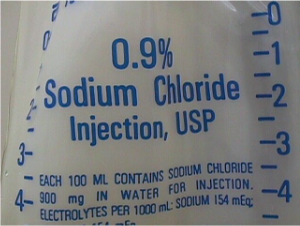 0.9%
Sodium Chloride
Injection, USP
EACH 100 ML CONTAINS SODIUM CHLORIDE
900 mg IN WATER FOR INJECTION.
ELECTROLYTES PER 1000 mL: SODIUM 154 mEq;
0
1
2
3
4
3
4